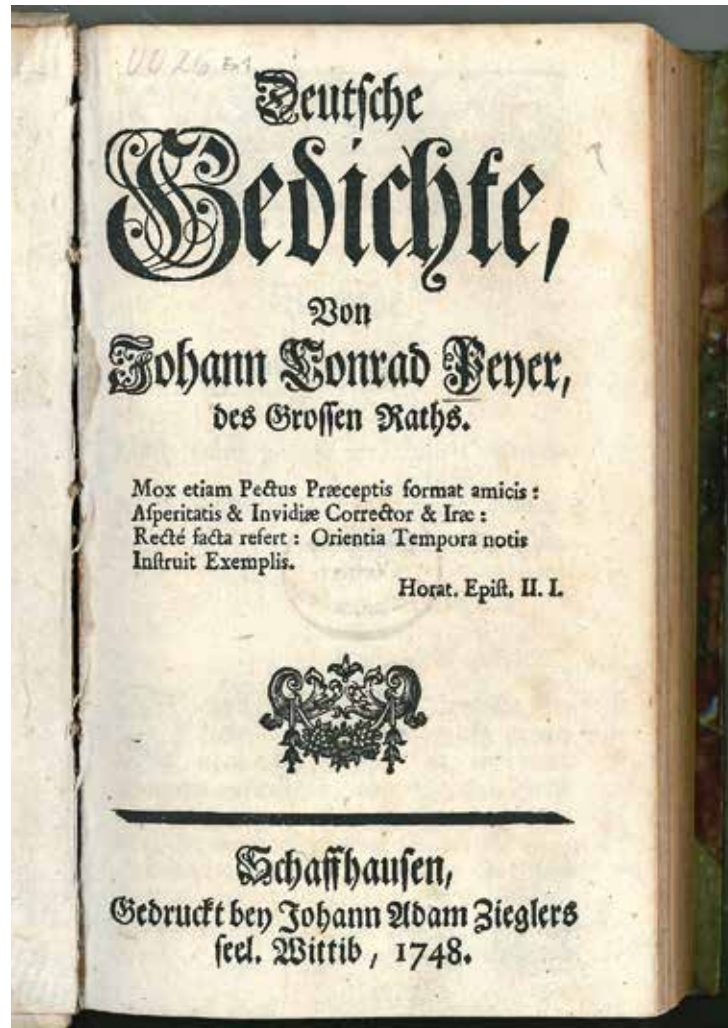 UU 26
Deutſche
Gedichte,
Von
Johann Conrad Peyer,
des Groſſen Raths.
Mox etiam Pectus Præceptis format amicis :
Aſperitatis & Invidiæ Corrector & Iræ :
Recté facta refert : Orientia Tempora notis
Inſtruit Exemplis.
Horat. Epiſt. II. I.
Schaffhauſen,
Gedruckt bey Johann Adam Zieglers
ſeel. Wittib, 1748.